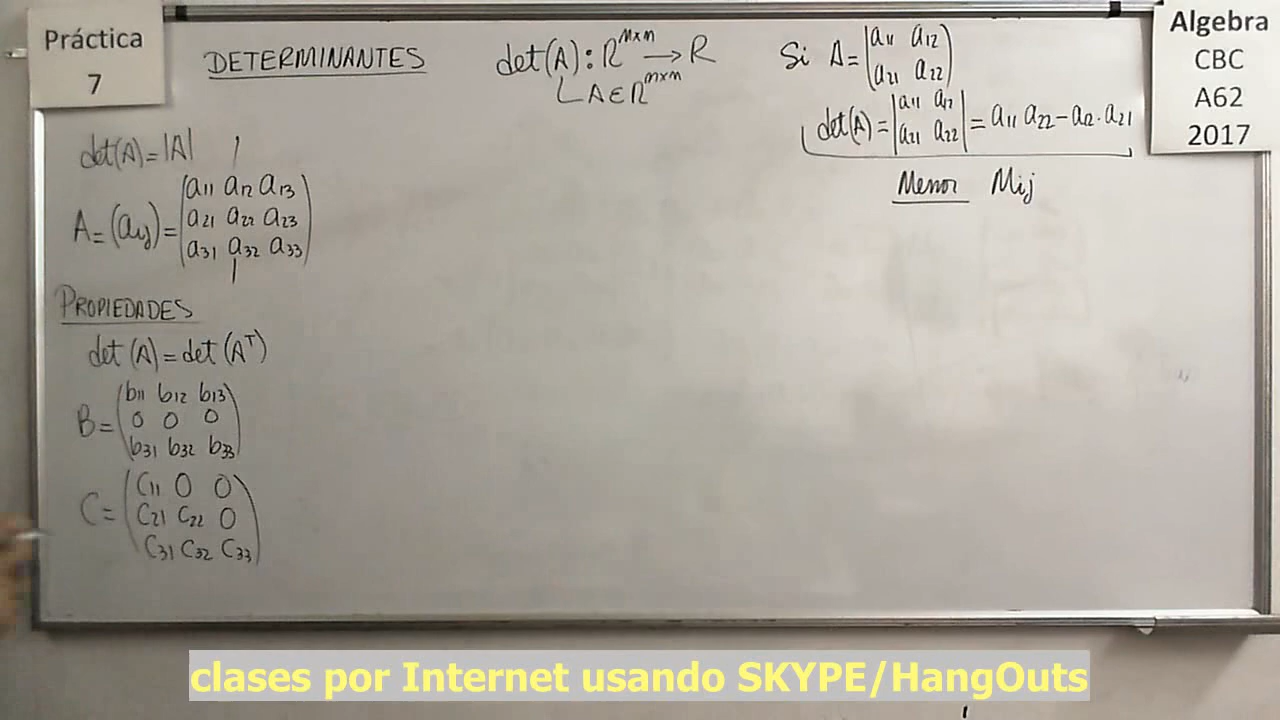 Práctica
7
DETERMINANTES
det(A): R^{n×n} → R
A ∈ R^{n×n}
Si A = (a11 a12
a21 a22)
det(A) = |a11 a12
a21 a22| = a11 a22 - a12 . a21
Menor Mij
Algebra
CBC
A62
2017
det(A) = |A|
A = (aij) = (a11 a12 a13
a21 a22 a23
a31 a32 a33)
PROPIEDADES
det (A) = det (A^T)
B = (b11 b12 b13
0 0 0
b31 b32 b33)
C = (C11 0 0
C21 C22 0
C31 C32 C33)
clases por Internet usando SKYPE/HangOuts